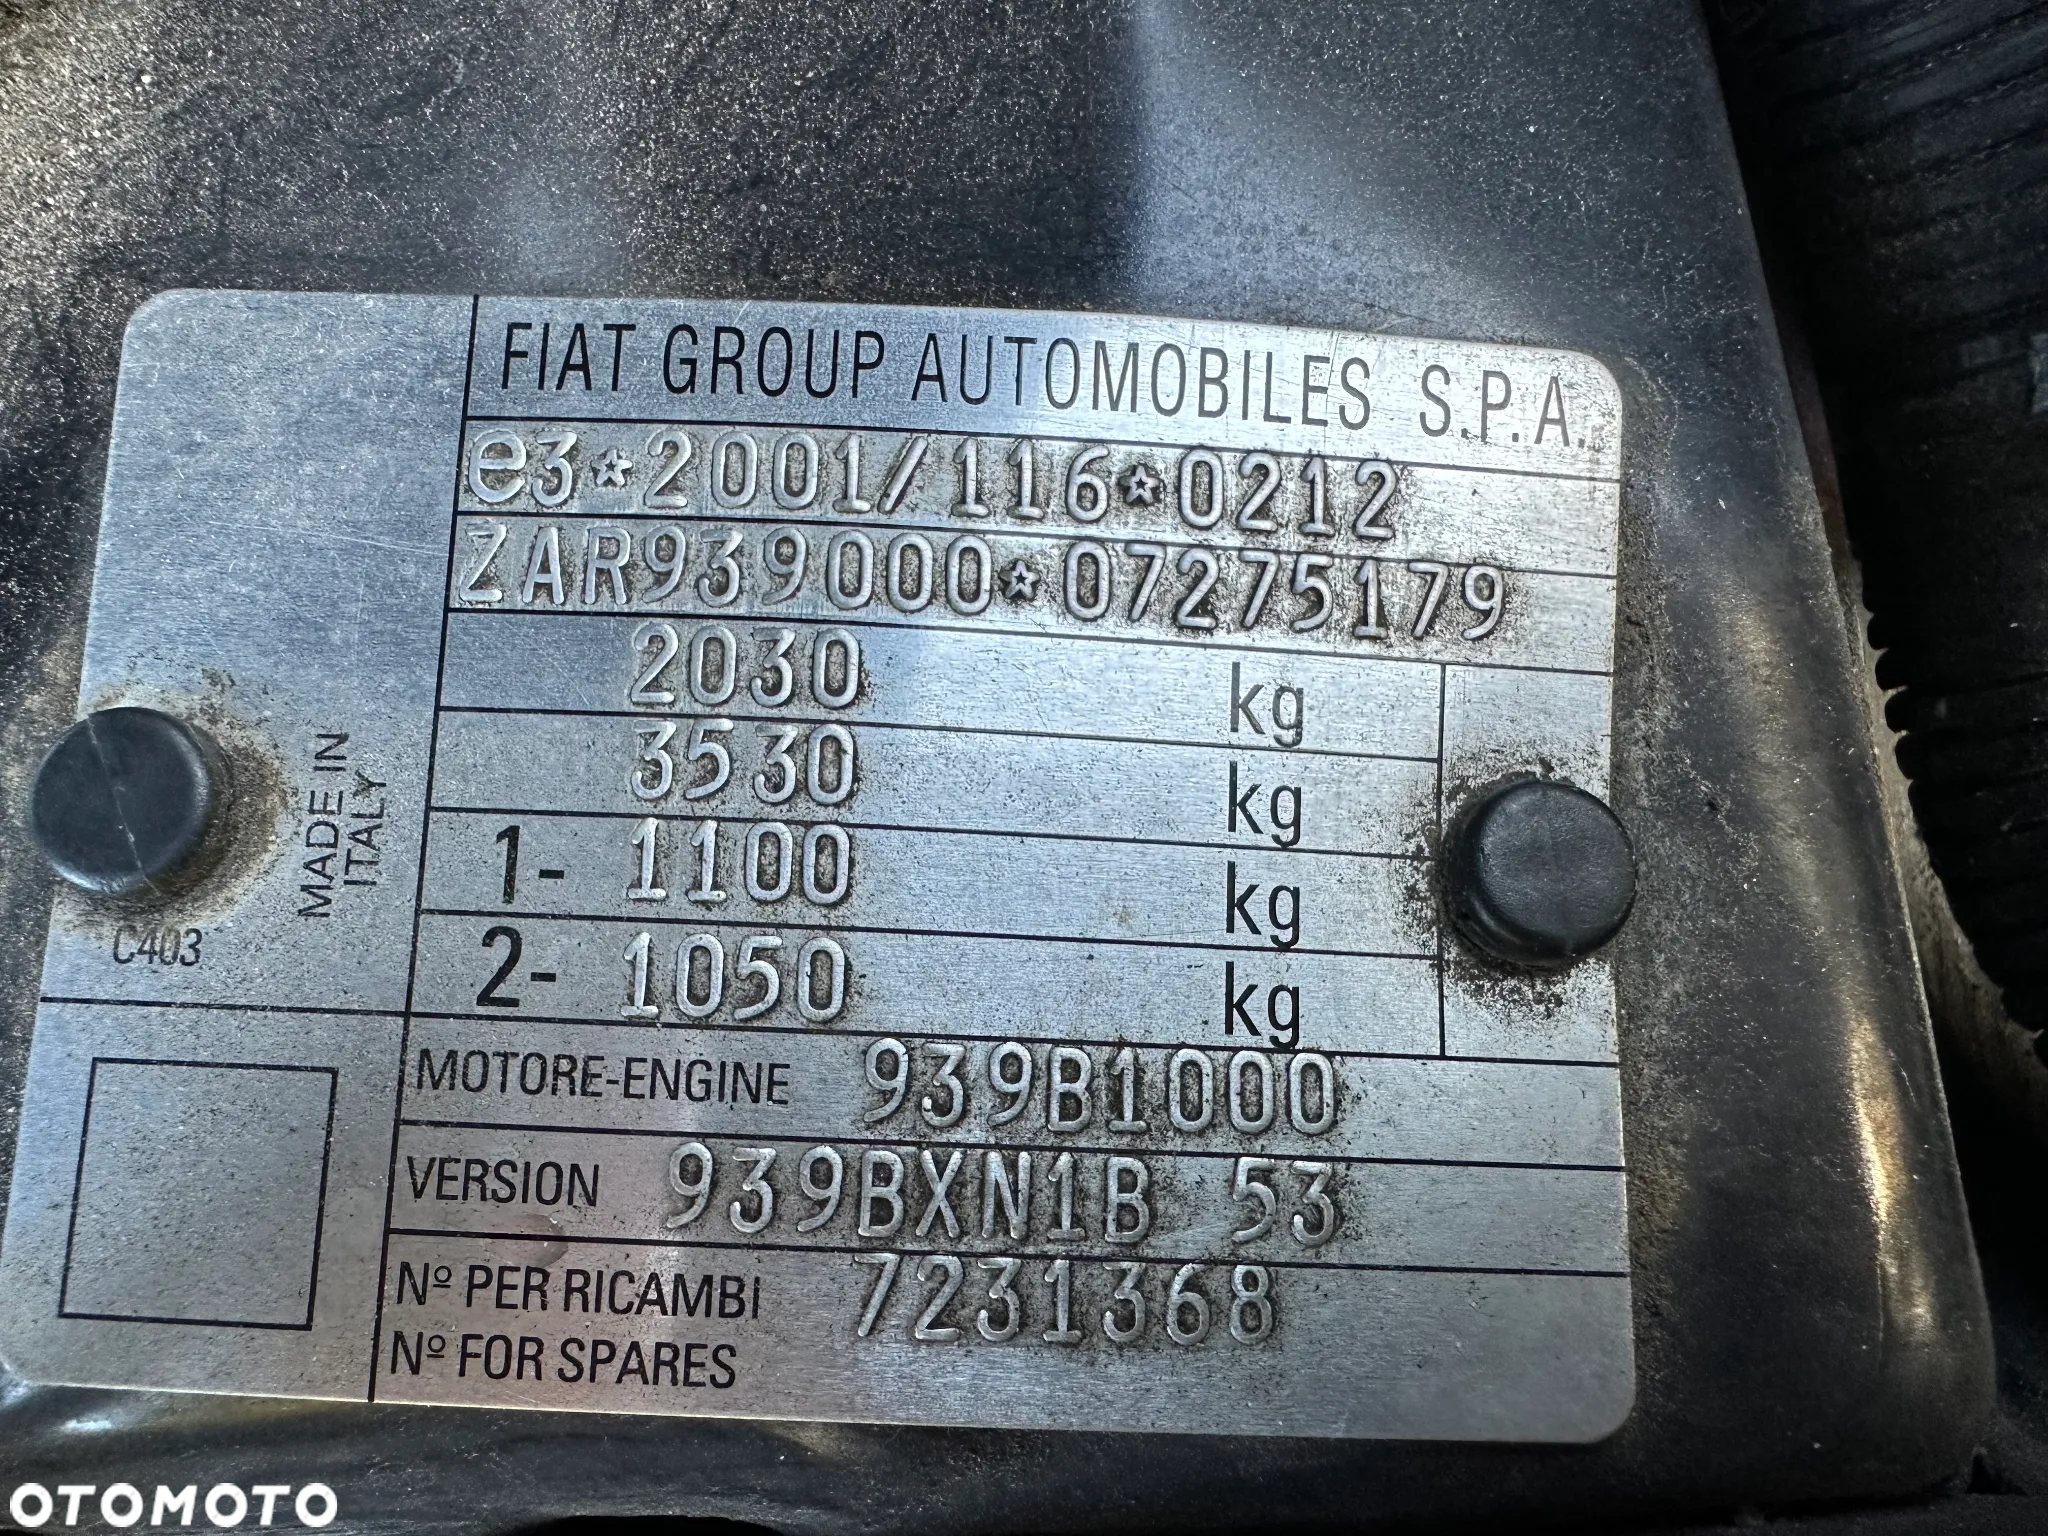 FIAT GROUP AUTOMOBILES S.P.A.
e3*2001/116*0212
ZAR939000*07275179
2030 kg
3530 kg
1- 1100 kg
2- 1050 kg
MADE IN
ITALY
C403
MOTORE-ENGINE 939B1000
VERSION 939BXN1B 53
Nº PER RICAMBI 7231368
Nº FOR SPARES
OTOMOTO